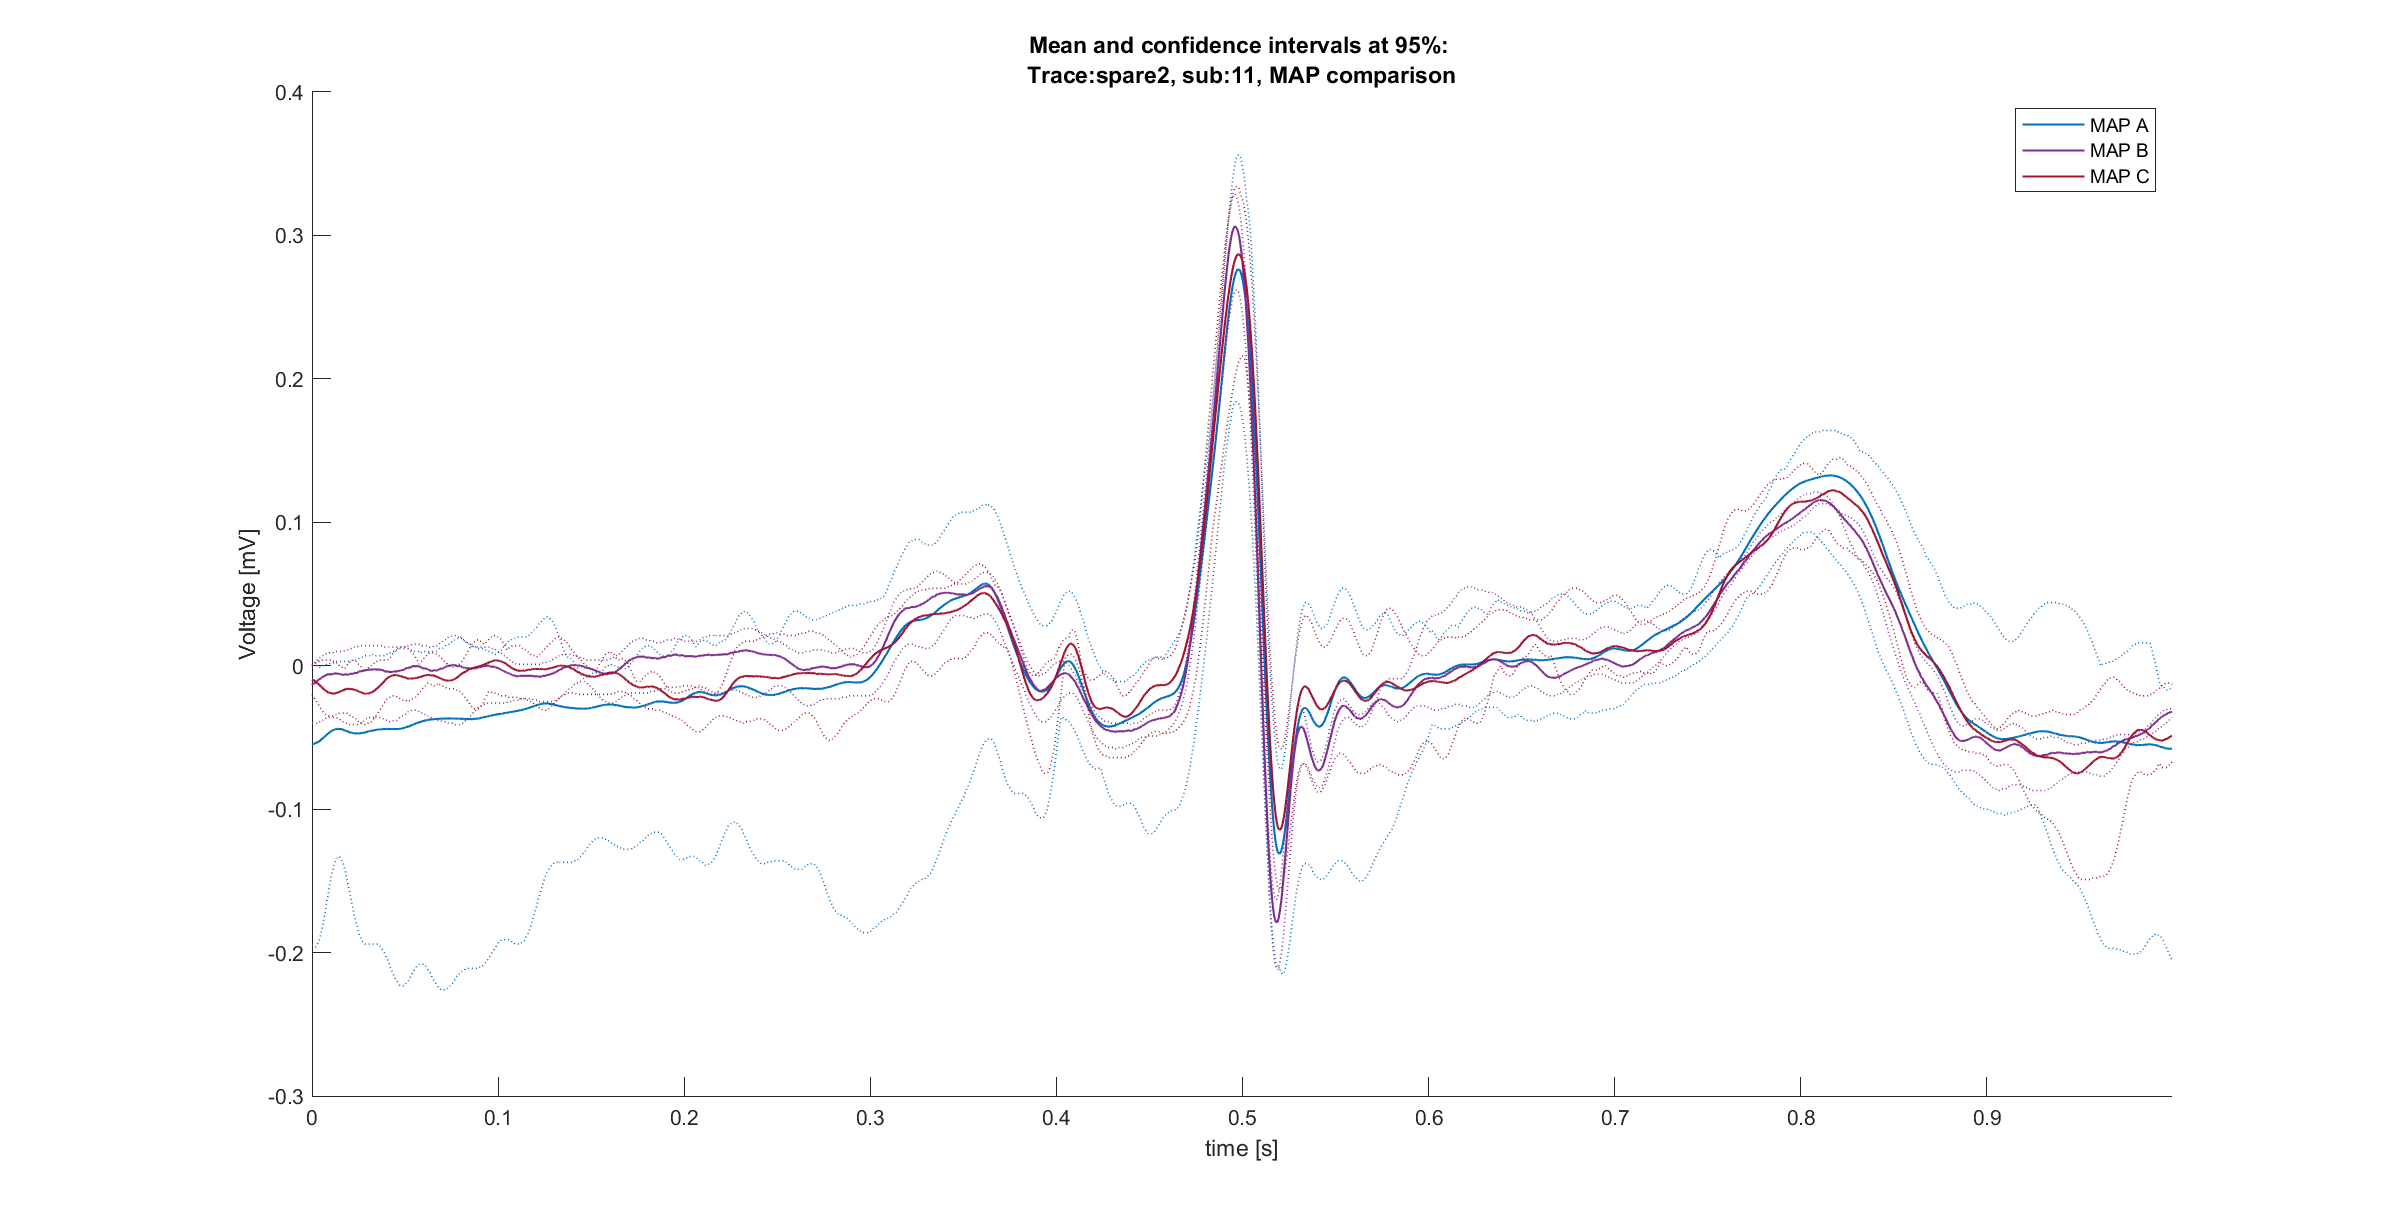 Mean and confidence intervals at 95%:
Trace:spare2, sub:11, MAP comparison
MAP A
MAP B
MAP C
Voltage [mV]
0.4
0.3
0.2
0.1
0
-0.1
-0.2
-0.3
0 0.1 0.2 0.3 0.4 0.5 0.6 0.7 0.8 0.9
time [s]